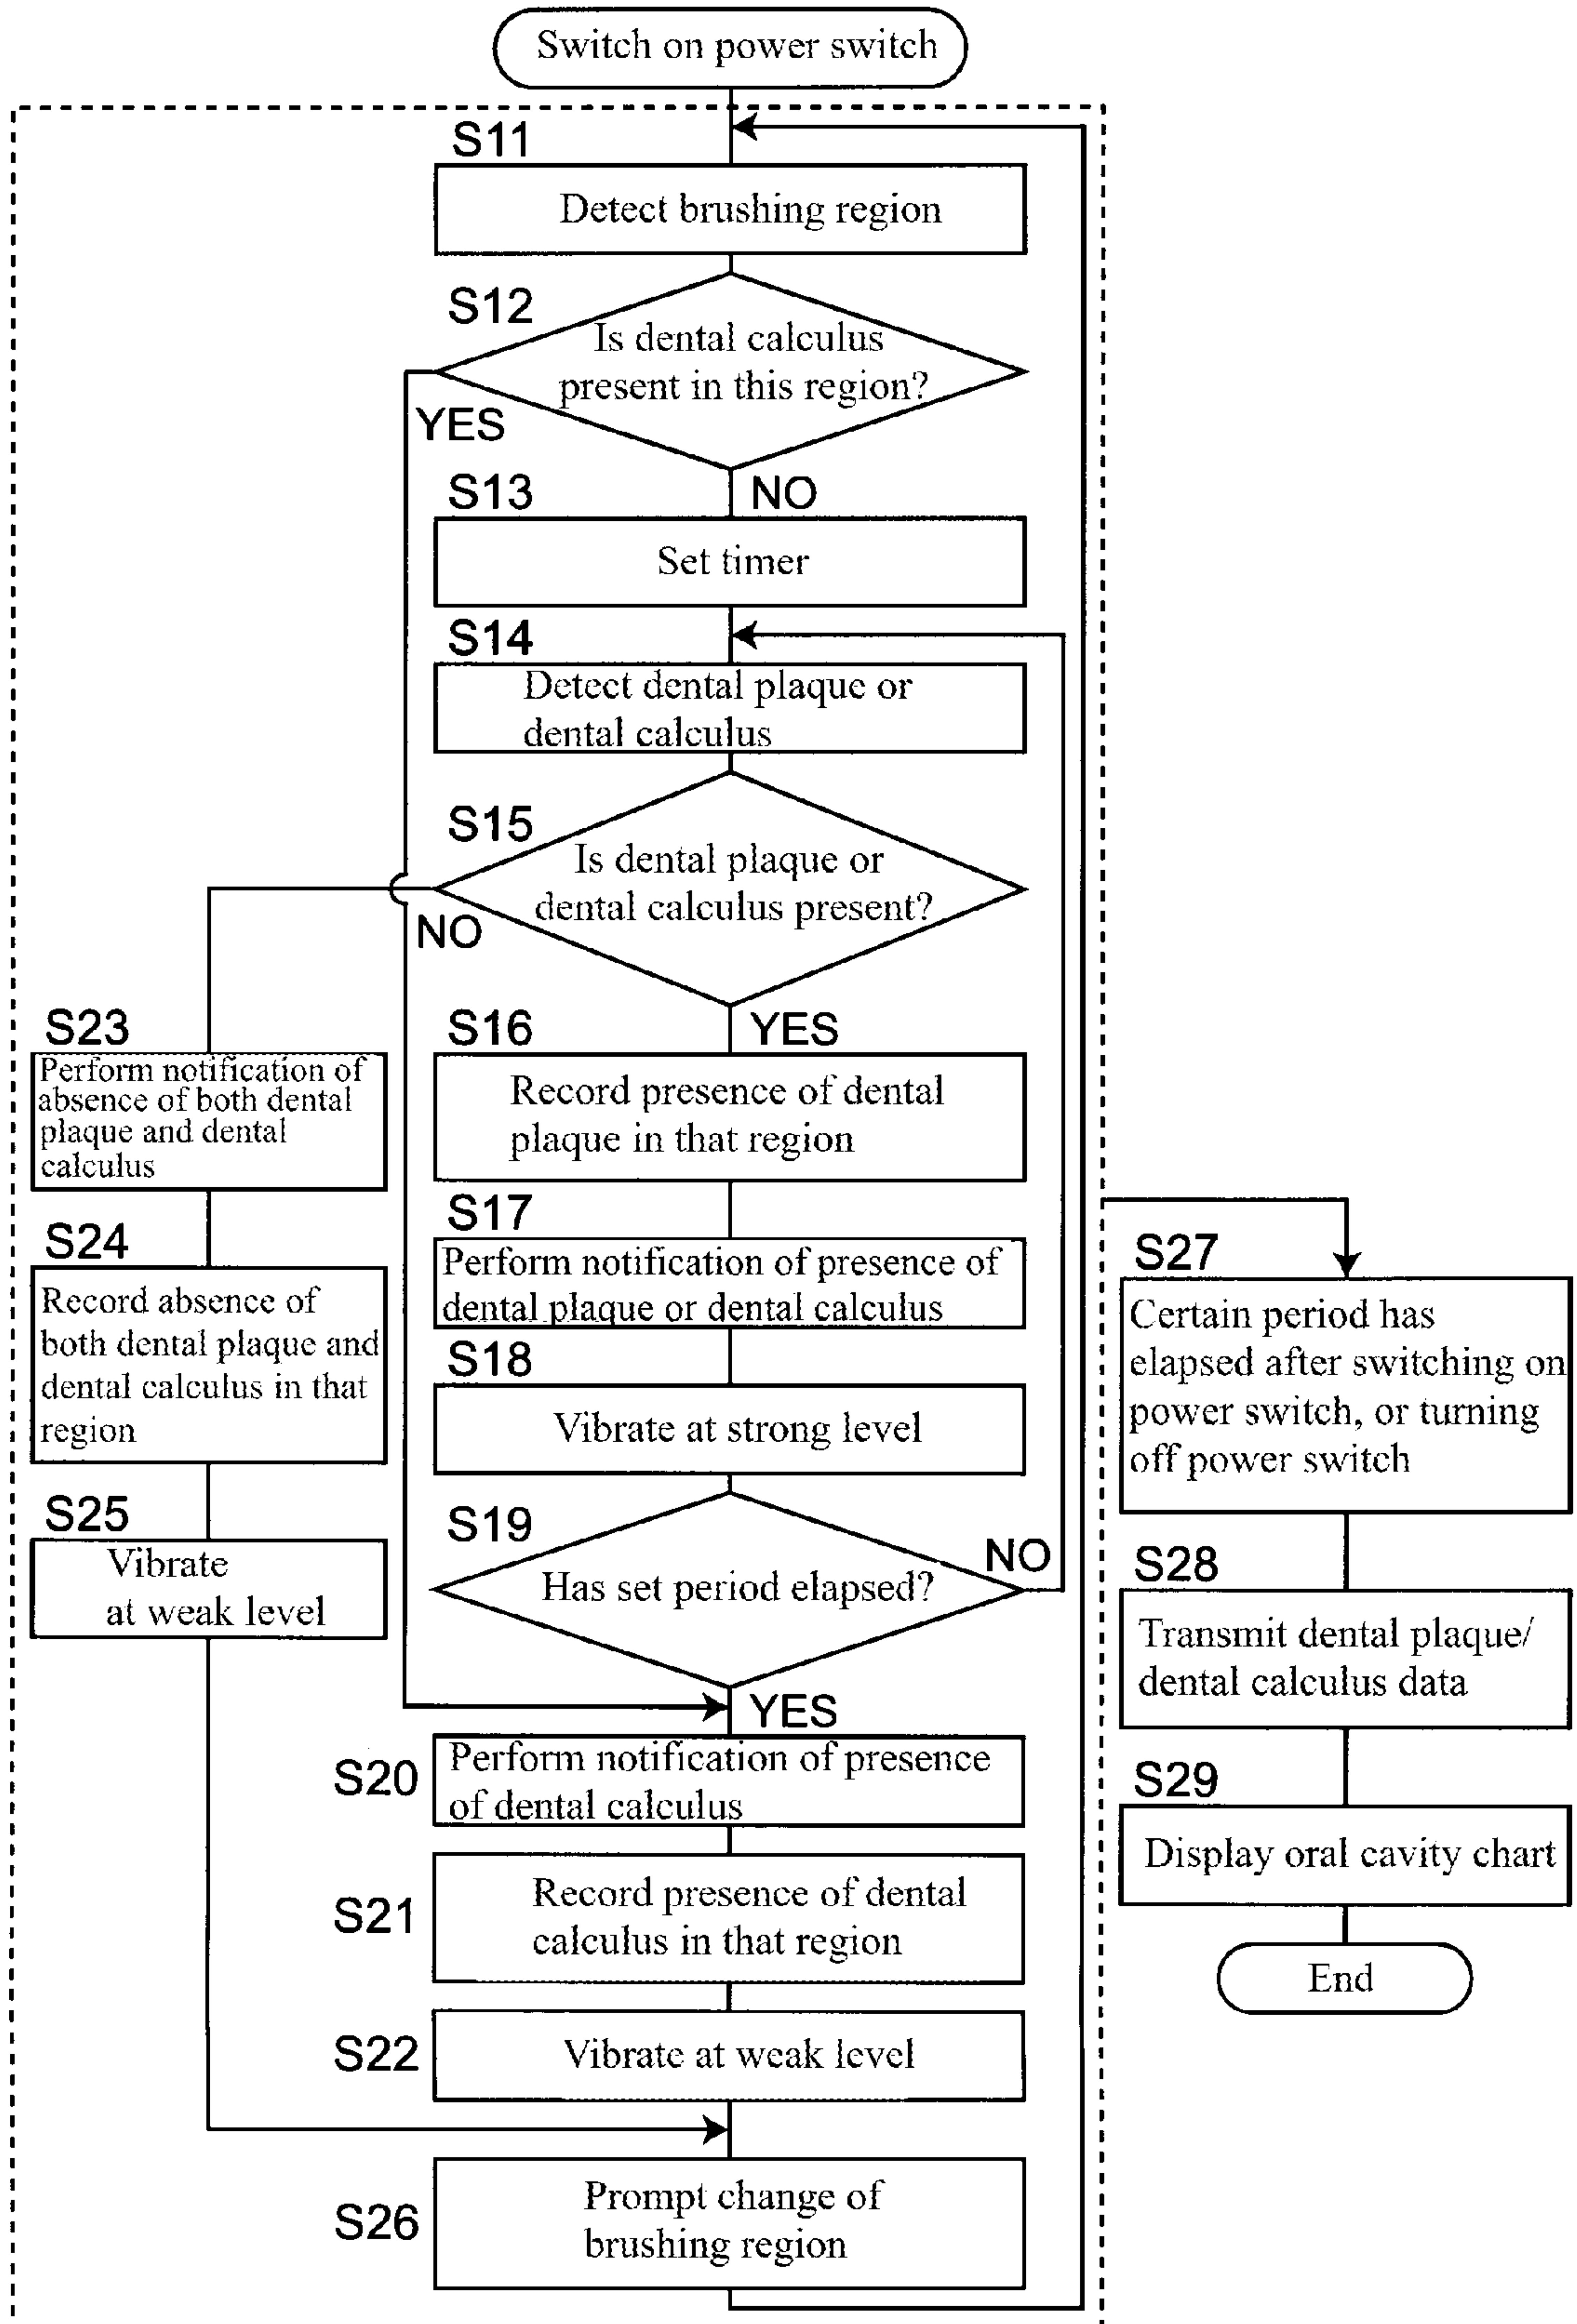 Switch on power switch
S11
Detect brushing region
S12
Is dental calculus
present in this region?
YES
NO
S13
Set timer
S14
Detect dental plaque or
dental calculus
S15
Is dental plaque or
dental calculus present?
NO
YES
S23
Perform notification of
absence of both dental
plaque and dental
calculus
S16
Record presence of dental
plaque in that region
S24
Record absence of
both dental plaque and
dental calculus in that
region
S17
Perform notification of presence of
dental plaque or dental calculus
S18
Vibrate at strong level
S25
Vibrate
at weak level
S19
Has set period elapsed?
NO
YES
S20
Perform notification of presence
of dental calculus
S21
Record presence of dental
calculus in that region
S22
Vibrate at weak level
S26
Prompt change of
brushing region
S27
Certain period has
elapsed after switching on
power switch, or turning
off power switch
S28
Transmit dental plaque/
dental calculus data
S29
Display oral cavity chart
End